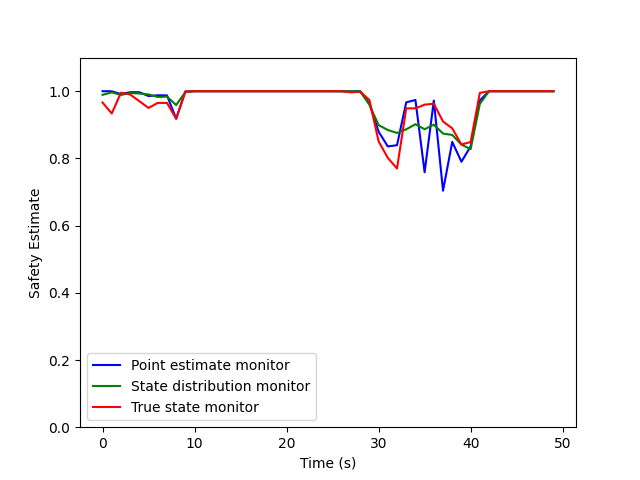 1.0
0.8
0.6
0.4
0.2
0.0
Safety Estimate
Point estimate monitor
State distribution monitor
True state monitor
0 10 20 30 40 50
Time (s)